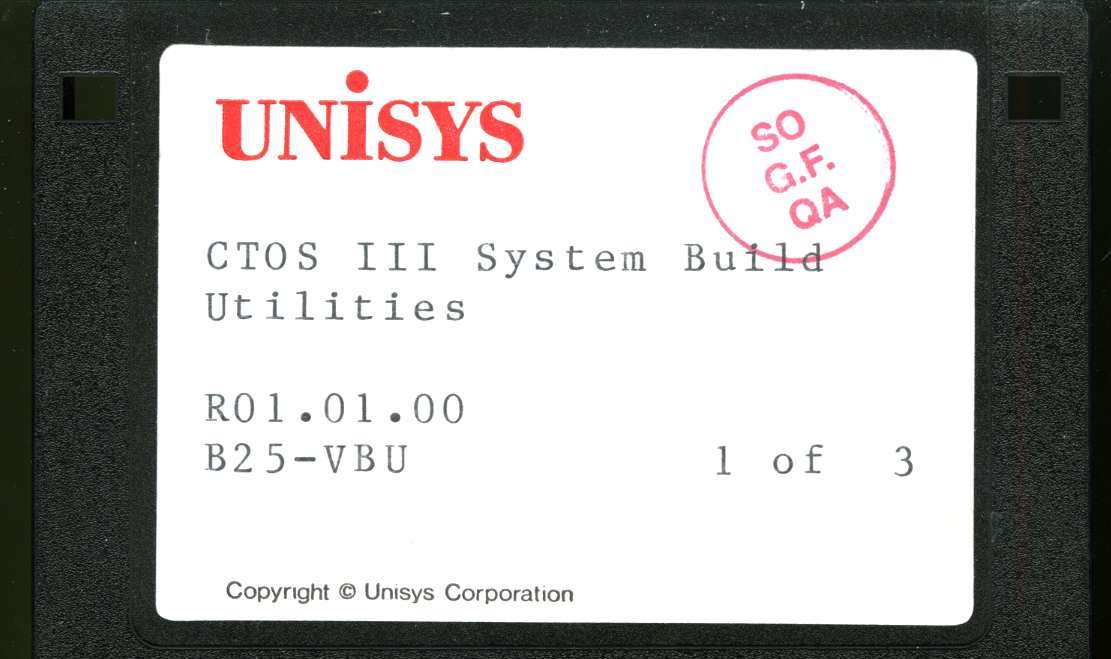 UNiSYS
SO
G.F.
QA
CTOS III System Build
Utilities
R01.01.00
B25-VBU 1 of 3
Copyright © Unisys Corporation